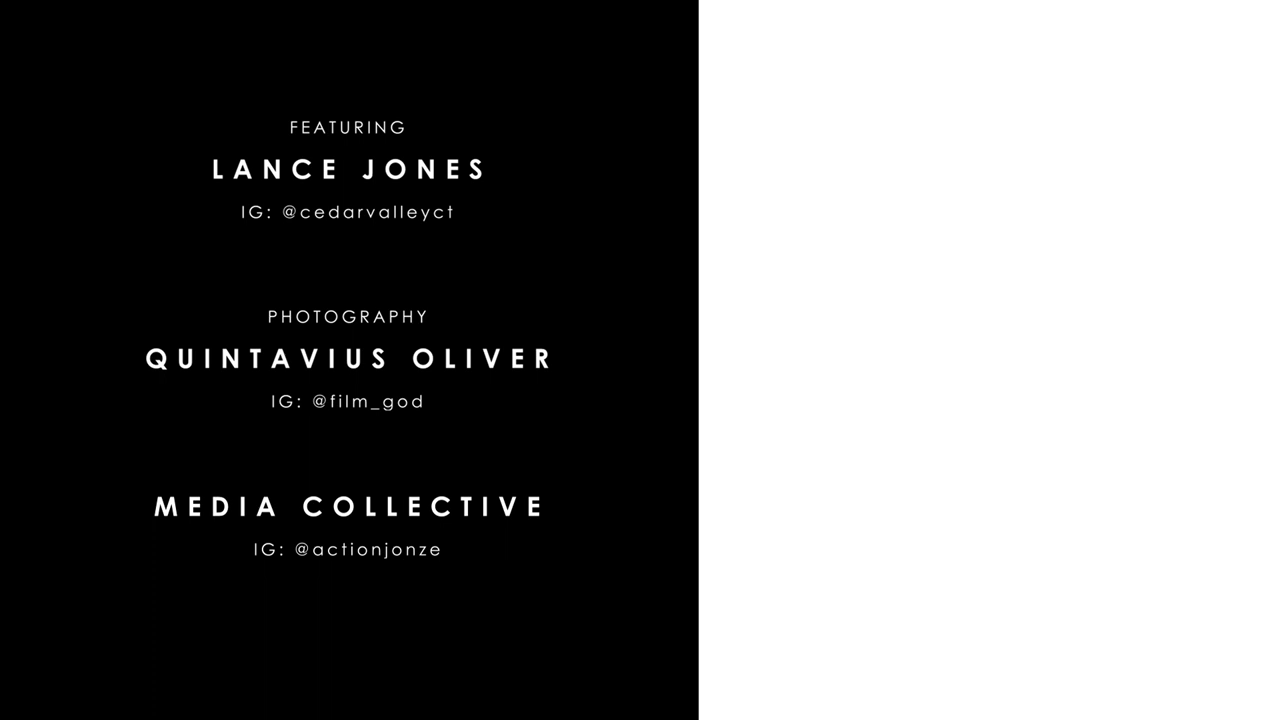 FEATURING
LANCE JONES
IG: @cedarvalleyct
PHOTOGRAPHY
QUINTAVIUS OLIVER
IG: @film_god
MEDIA COLLECTIVE
IG: @actionjonze